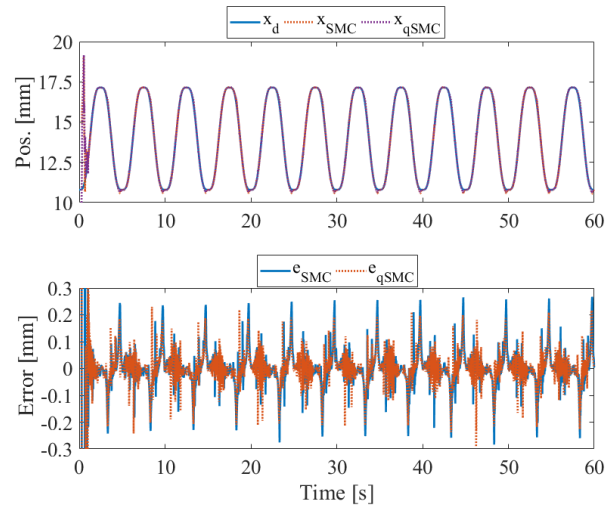 x_d x_SMC x_qSMC
Pos. [mm]
20
17.5
15
12.5
10
0 10 20 30 40 50 60
e_SMC e_qSMC
Error [mm]
0.3
0.2
0.1
0
-0.1
-0.2
-0.3
0 10 20 30 40 50 60
Time [s]